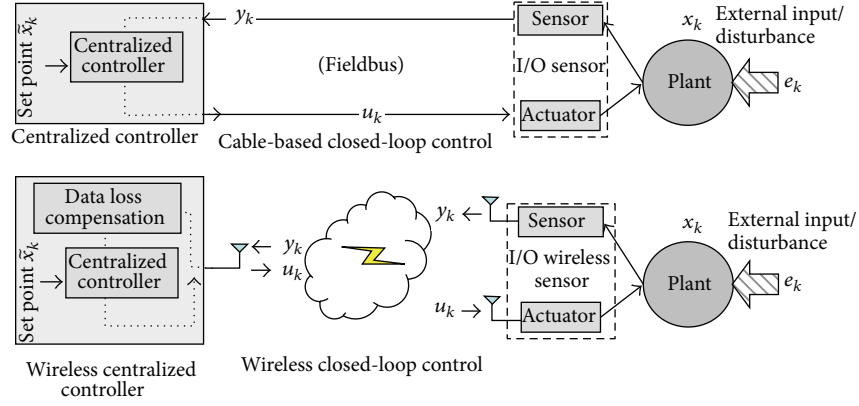 Set point x̃k
Centralized
controller
Centralized controller
yk
(Fieldbus)
uk
Cable-based closed-loop control
Sensor
I/O sensor
Actuator
xk
Plant
External input/
disturbance
ek
Set point x̃k
Data loss
compensation
Centralized
controller
Wireless centralized
controller
yk
uk
Wireless closed-loop control
yk
uk
Sensor
I/O wireless
sensor
Actuator
xk
Plant
External input/
disturbance
ek